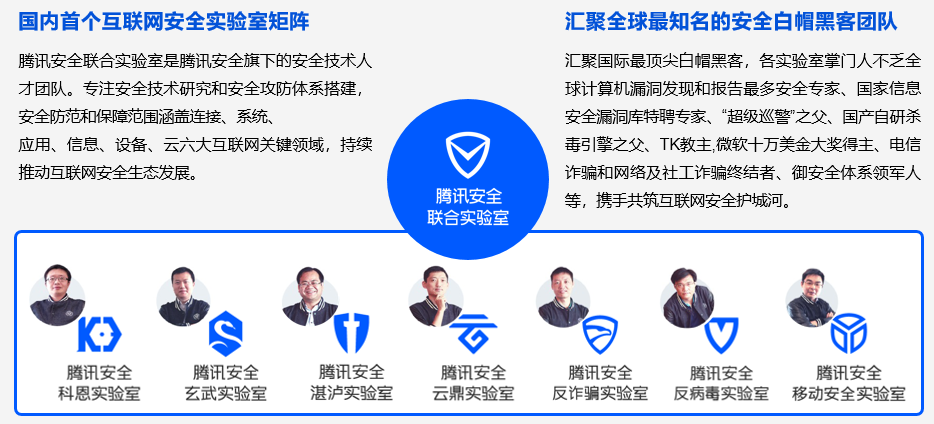 国内首个互联网安全实验室矩阵
腾讯安全联合实验室是腾讯安全旗下的安全技术人
才团队。专注安全技术研究和安全攻防体系搭建，
安全防范和保障范围涵盖连接、系统、
应用、信息、设备、云六大互联网关键领域，持续
推动互联网安全生态发展。
汇聚全球最知名的安全白帽黑客团队
汇聚国际最顶尖白帽黑客，各实验室掌门人不乏全
球计算机漏洞发现和报告最多安全专家、国家信息
安全漏洞库特聘专家、“超级巡警”之父、国产自研杀
毒引擎之父、TK教主,微软十万美金大奖得主、电信
诈骗和网络及社工诈骗终结者、御安全体系领军人
等，携手共筑互联网安全护城河。
腾讯安全
联合实验室
腾讯安全
科恩实验室
腾讯安全
玄武实验室
腾讯安全
湛泸实验室
腾讯安全
云鼎实验室
腾讯安全
反诈骗实验室
腾讯安全
反病毒实验室
腾讯安全
移动安全实验室